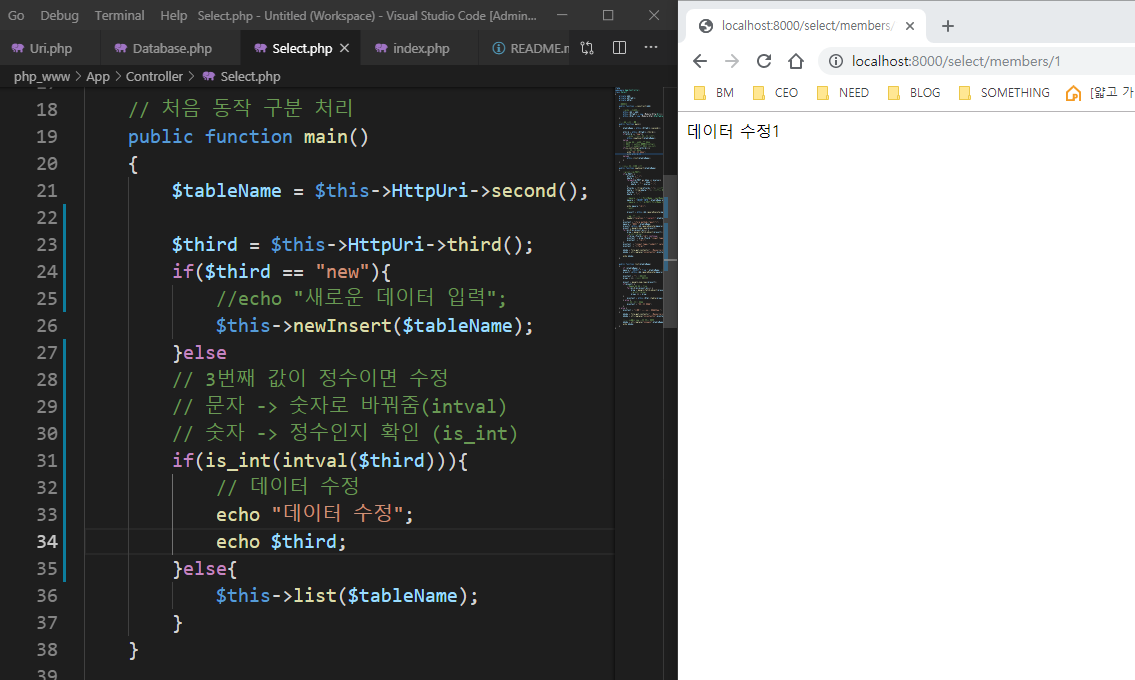 Go Debug Terminal Help Select.php - Untitled (Workspace) - Visual Studio Code [Admin...
Uri.php Database.php Select.php index.php README.m
php_www > App > Controller > Select.php
18 // 처음 동작 구분 처리
19 public function main()
20 {
21 $tableName = $this->HttpUri->second();
22
23 $third = $this->HttpUri->third();
24 if($third == "new"){
25 //echo "새로운 데이터 입력";
26 $this->newInsert($tableName);
27 }else
28 // 3번째 값이 정수이면 수정
29 // 문자 -> 숫자로 바꿔줌(intval)
30 // 숫자 -> 정수인지 확인 (is_int)
31 if(is_int(intval($third))){
32 // 데이터 수정
33 echo "데이터 수정";
34 echo $third;
35 }else{
36 $this->list($tableName);
37 }
38 }
39
localhost:8000/select/members/
localhost:8000/select/members/1
BM CEO NEED BLOG SOMETHING [얇고 가
데이터 수정1